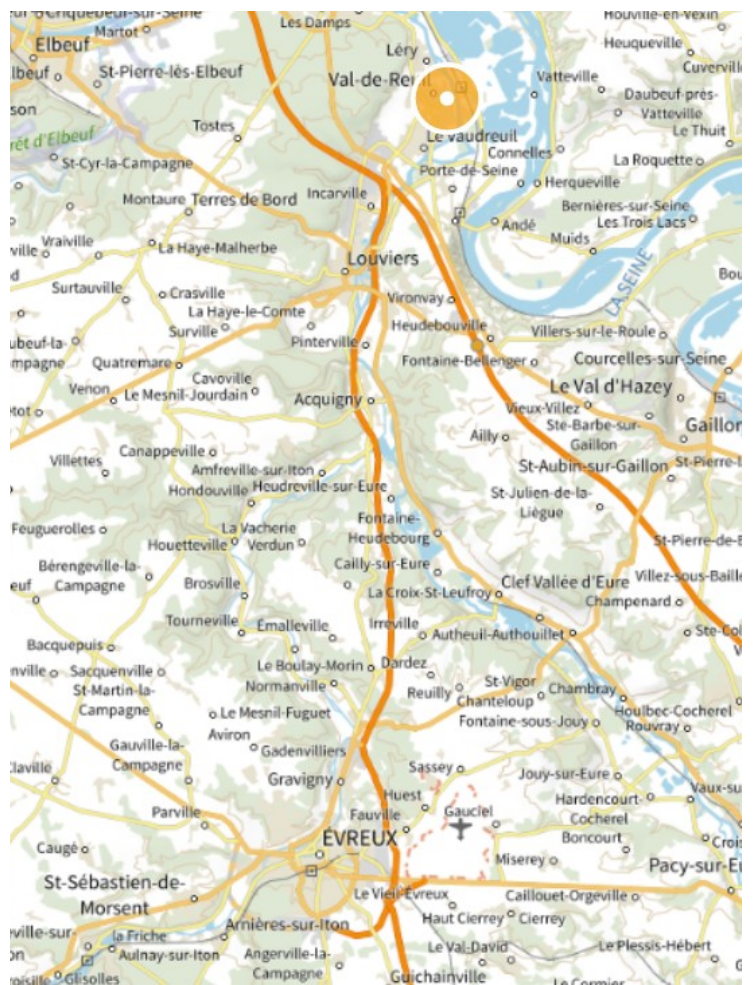 Criquebeuf-sur-Seine
Martot
Les Damps
Houville-en-Vexin
Elbeuf
Léry
Heuqueville
Cuverville
St-Pierre-lès-Elbeuf
Val-de-Reuil
Vatteville
Daubeuf-près-
Vatteville
Tostes
Le Vaudreuil
Le Thuit
St-Cyr-la-Campagne
Connelles
La Roquette
Porte-de-Seine
Herqueville
Montaure
Terres de Bord
Incarville
Bernières-sur-Seine
Les Trois Lacs
Andé
Vraiville
La Haye-Malherbe
Muids
Louviers
LA SEINE
Surtauville
Crasville
Vironvay
La Haye-le-Comte
Surville
Heudebouville
Villers-sur-le-Roule
Pinterville
Fontaine-Bellenger
Courcelles-sur-Seine
Quatremare
Cavoville
Venon
Le Mesnil-Jourdain
Le Val d'Hazey
Acquigny
Vieux-Villez
Ste-Barbe-sur-
Gaillon
Gaillon
Ailly
Canappeville
Villettes
Amfreville-sur-Iton
St-Aubin-sur-Gaillon
Hondouville
Heudreville-sur-Eure
St-Julien-de-la-
Liègue
Fontaine-
Heudebourg
Feuguerolles
La Vacherie
Houetteville
Verdun
Cailly-sur-Eure
Bérengeville-la-
Campagne
Brosville
La Croix-St-Leufroy
Clef Vallée d'Eure
Champenard
Tourneville
Émalleville
Irreville
Autheuil-Authouillet
Bacquepuis
Le Boulay-Morin
Dardez
Sacquenville
St-Martin-la-
Campagne
Normanville
Reuilly
St-Vigor
Chanteloup
Chambray
Le Mesnil-Fuguet
Aviron
Fontaine-sous-Jouy
Houlbec-Cocherel
Rouvray
Gauville-la-
Campagne
Gadenvilliers
Gravigny
Sassey
Jouy-sur-Eure
Huest
Hardencourt-
Cocherel
Parville
Fauville
Gauciel
Boncourt
ÉVREUX
Caugé
Miserey
St-Sébastien-de-
Morsent
Le Vieil-Évreux
Caillouet-Orgeville
Arnières-sur-Iton
Haut Cierrey
Cierrey
la Friche
Aulnay-sur-Iton
Angerville-la-
Campagne
Le Val-David
Le Plessis-Hébert
Glisolles
Guichainville
Le Cormier